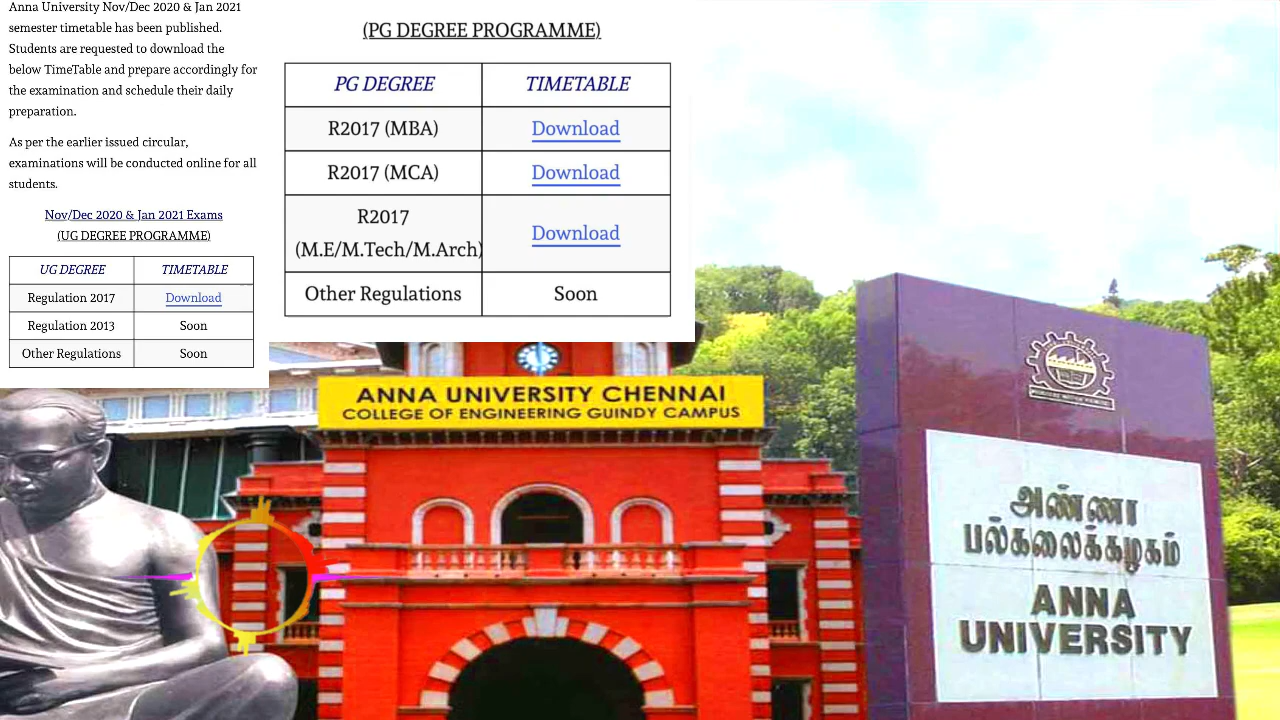 Anna University Nov/Dec 2020 & Jan 2021
semester timetable has been published.
Students are requested to download the
below TimeTable and prepare accordingly for
the examination and schedule their daily
preparation.
As per the earlier issued circular,
examinations will be conducted online for all
students.
Nov/Dec 2020 & Jan 2021 Exams
(UG DEGREE PROGRAMME)
UG DEGREE TIMETABLE
Regulation 2017 Download
Regulation 2013 Soon
Other Regulations Soon
(PG DEGREE PROGRAMME)
PG DEGREE TIMETABLE
R2017 (MBA) Download
R2017 (MCA) Download
R2017
(M.E/M.Tech/M.Arch) Download
Other Regulations Soon
ANNA UNIVERSITY CHENNAI
COLLEGE OF ENGINEERING GUINDY CAMPUS
அண்ணா
பல்கலைக்கழகம்
ANNA
UNIVERSITY